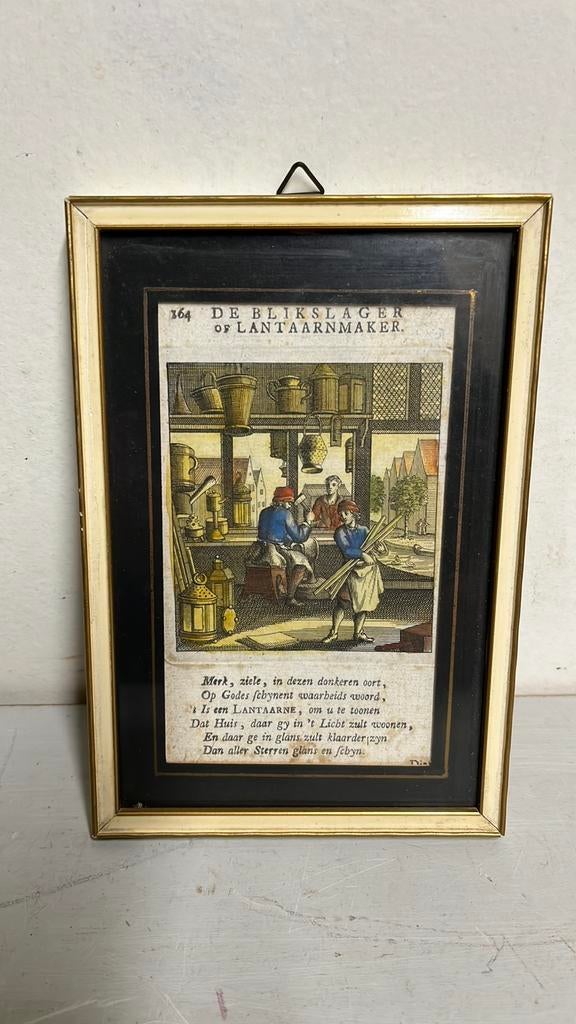 164 DE BLIKSLAGER
OF LANTAARNMAKER.
Merk, ziele, in dezen donkeren oort,
Op Godes ſchynent waarheids woord,
's Is een LANTAARNE, om u te toonen
Dat Huis, daar gy in 't Licht zult woonen,
En daar ge in glans zult klaarder zyn
Dan aller Sterren glans en ſchyn.